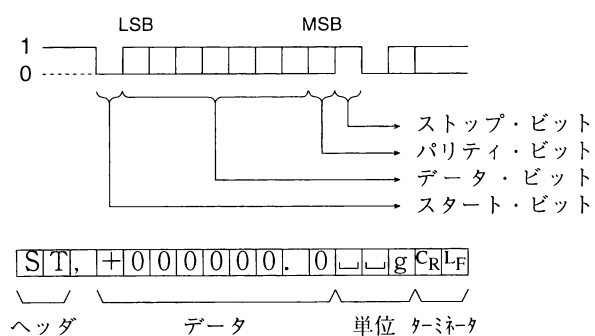 LSB MSB
1
0
ストップ・ビット
パリティ・ビット
データ・ビット
スタート・ビット
ST,+000000.0␣␣gCRLF
ヘッダ データ 単位 ターミネータ